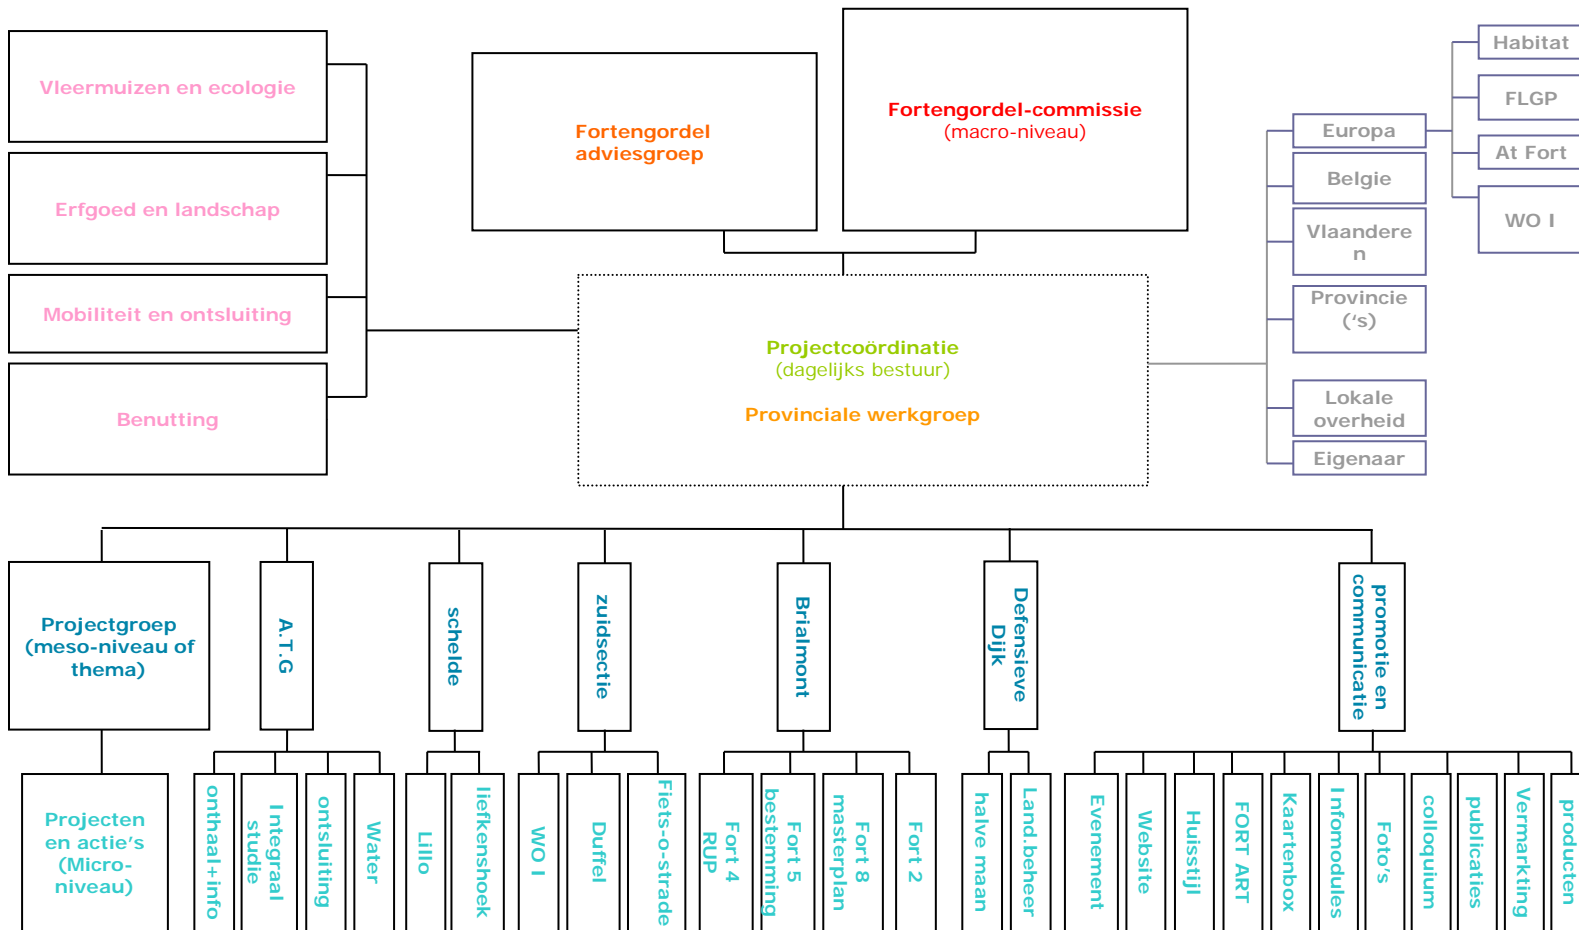 Vleermuizen en ecologie
Erfgoed en landschap
Mobiliteit en ontsluiting
Benutting
Fortengordel
adviesgroep
Fortengordel-commissie
(macro-niveau)
Projectcoördinatie
(dagelijks bestuur)
Provinciale werkgroep
Europa
Belgie
Vlaandere
n
Provincie
(‘s)
Lokale
overheid
Eigenaar
Habitat
FLGP
At Fort
WO I
Projectgroep
(meso-niveau of
thema)
A.T.G
schelde
zuidsectie
Brialmont
Defensieve
Dijk
promotie en
communicatie
Projecten
en actie’s
(Micro-
niveau)
onthaal+info
Integraal
studie
ontsluiting
Water
Lillo
liefkenshoek
WO I
Duffel
Fiets-o-strade
Fort 4
RUP
Fort 5
bestemming
Fort 8
masterplan
Fort 2
halve maan
Land.beheer
Evenement
Website
Huisstijl
FORT ART
Kaartenbox
Infomodules
Foto’s
colloquium
publicaties
Vermarkting
producten